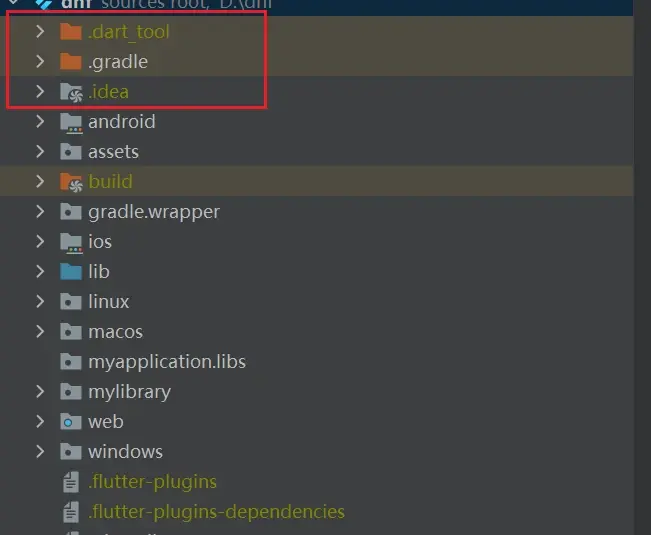 dnf sources root, D:\dnf
.dart_tool
.gradle
.idea
android
assets
build
gradle.wrapper
ios
lib
linux
macos
myapplication.libs
mylibrary
web
windows
.flutter-plugins
.flutter-plugins-dependencies